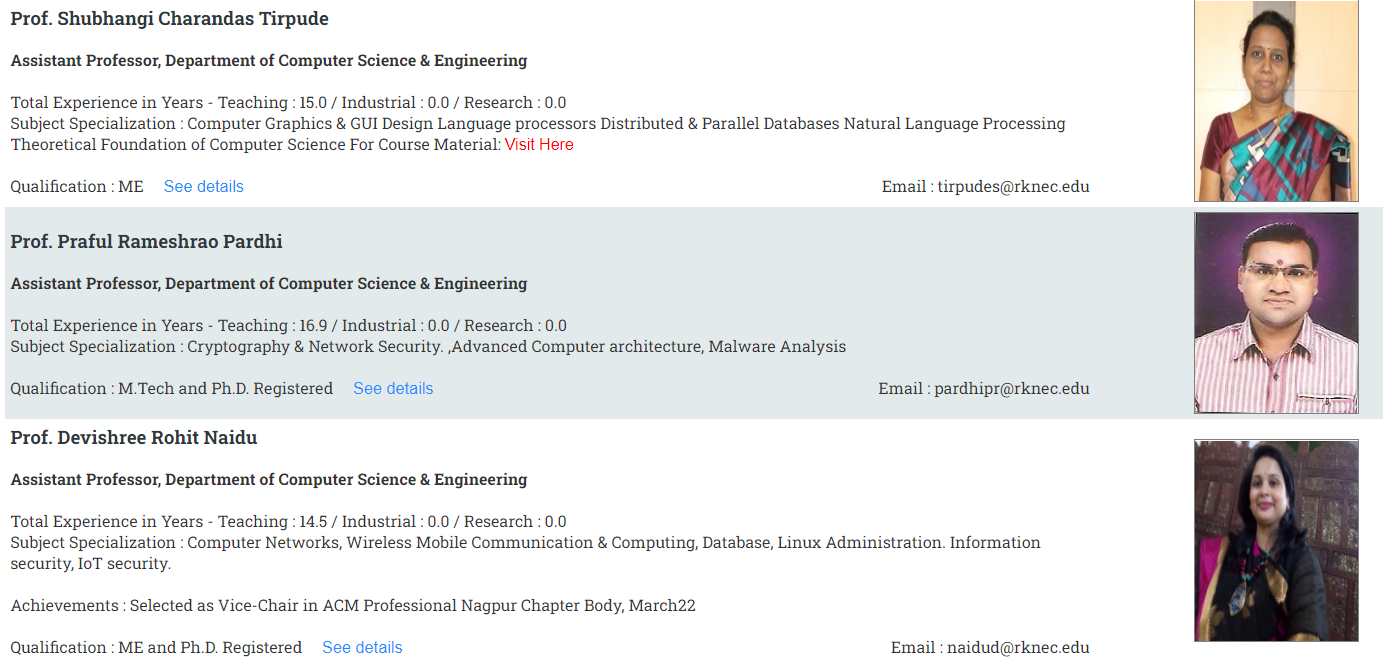 Prof. Shubhangi Charandas Tirpude
Assistant Professor, Department of Computer Science & Engineering
Total Experience in Years - Teaching : 15.0 / Industrial : 0.0 / Research : 0.0
Subject Specialization : Computer Graphics & GUI Design Language processors Distributed & Parallel Databases Natural Language Processing
Theoretical Foundation of Computer Science For Course Material: Visit Here
Qualification : ME See details Email : tirpudes@rknec.edu
Prof. Praful Rameshrao Pardhi
Assistant Professor, Department of Computer Science & Engineering
Total Experience in Years - Teaching : 16.9 / Industrial : 0.0 / Research : 0.0
Subject Specialization : Cryptography & Network Security. ,Advanced Computer architecture, Malware Analysis
Qualification : M.Tech and Ph.D. Registered See details Email : pardhipr@rknec.edu
Prof. Devishree Rohit Naidu
Assistant Professor, Department of Computer Science & Engineering
Total Experience in Years - Teaching : 14.5 / Industrial : 0.0 / Research : 0.0
Subject Specialization : Computer Networks, Wireless Mobile Communication & Computing, Database, Linux Administration. Information
security, IoT security.
Achievements : Selected as Vice-Chair in ACM Professional Nagpur Chapter Body, March22
Qualification : ME and Ph.D. Registered See details Email : naidud@rknec.edu